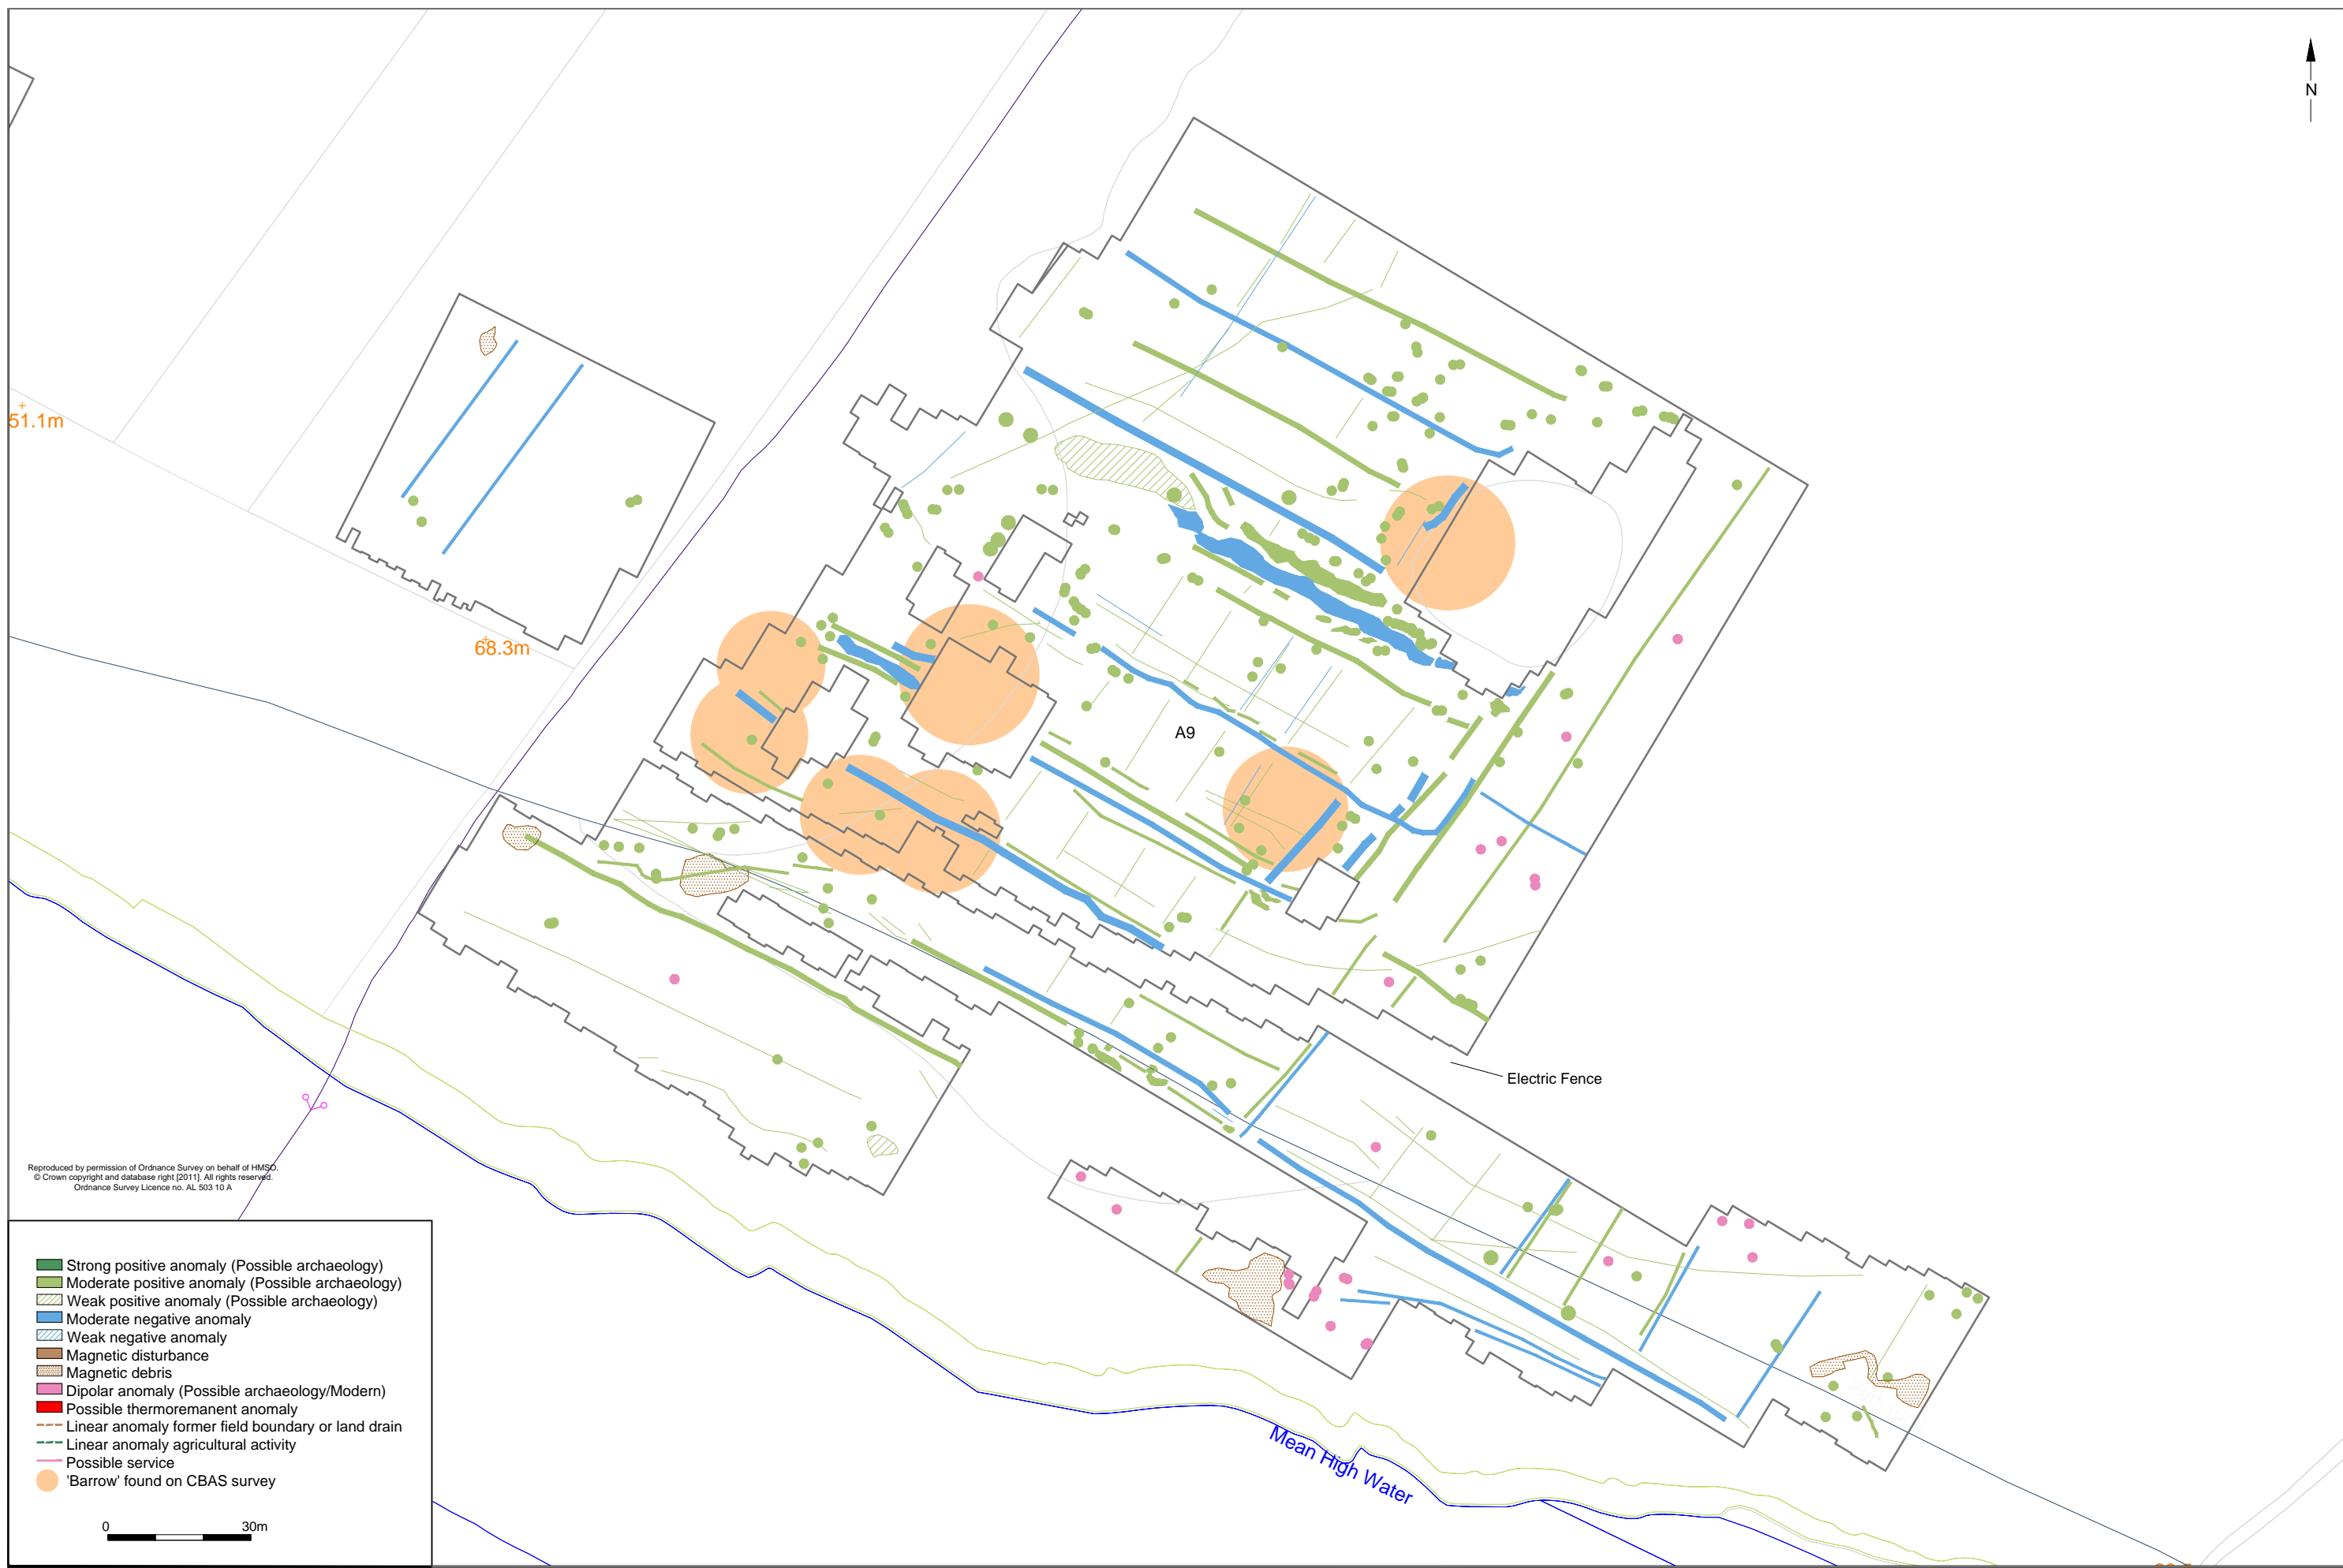 N
51.1m
68.3m
A9
Electric Fence
Reproduced by permission of Ordnance Survey on behalf of HMSO.
© Crown copyright and database right [2011]. All rights reserved.
Ordnance Survey Licence no. AL 503 10 A
Strong positive anomaly (Possible archaeology)
Moderate positive anomaly (Possible archaeology)
Weak positive anomaly (Possible archaeology)
Moderate negative anomaly
Weak negative anomaly
Magnetic disturbance
Magnetic debris
Dipolar anomaly (Possible archaeology/Modern)
Possible thermoremanent anomaly
Linear anomaly former field boundary or land drain
Linear anomaly agricultural activity
Possible service
'Barrow' found on CBAS survey
0 30m
Mean High Water